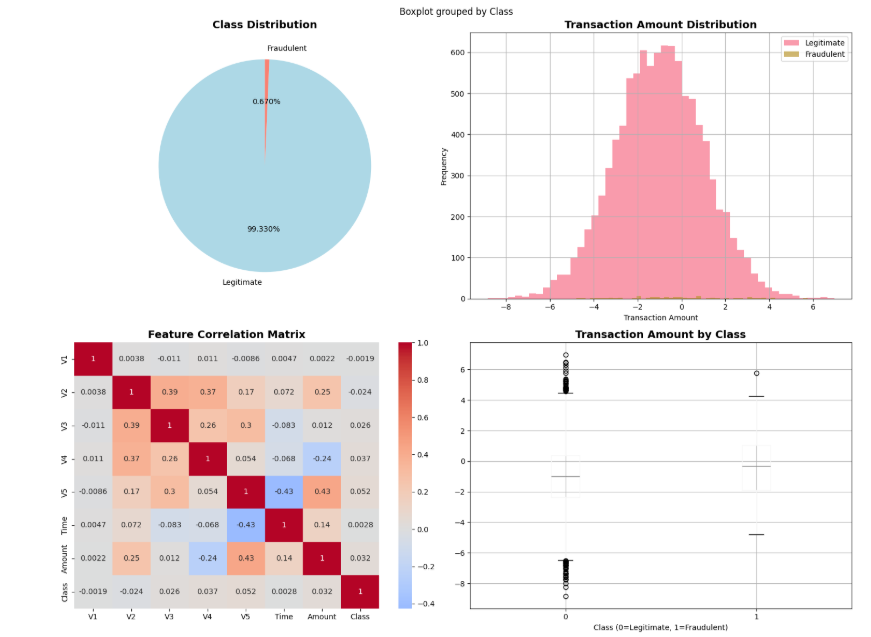 Boxplot grouped by Class
Class Distribution
Fraudulent
0.670%
99.330%
Legitimate
Transaction Amount Distribution
Legitimate
Fraudulent
Frequency
600
500
400
300
200
100
0
−8 −6 −4 −2 0 2 4 6
Transaction Amount
Feature Correlation Matrix
V1 1 0.0038 -0.011 0.011 -0.0086 0.0047 0.0022 -0.0019
V2 0.0038 1 0.39 0.37 0.17 0.072 0.25 -0.024
V3 -0.011 0.39 1 0.26 0.3 -0.083 0.012 0.026
V4 0.011 0.37 0.26 1 0.054 -0.068 -0.24 0.037
V5 -0.0086 0.17 0.3 0.054 1 -0.43 0.43 0.052
Time 0.0047 0.072 -0.083 -0.068 -0.43 1 0.14 0.0028
Amount 0.0022 0.25 0.012 -0.24 0.43 0.14 1 0.032
Class -0.0019 -0.024 0.026 0.037 0.052 0.0028 0.032 1
V1 V2 V3 V4 V5 Time Amount Class
1.0
0.8
0.6
0.4
0.2
0.0
−0.2
−0.4
Transaction Amount by Class
6
4
2
0
−2
−4
−6
−8
0 1
Class (0=Legitimate, 1=Fraudulent)